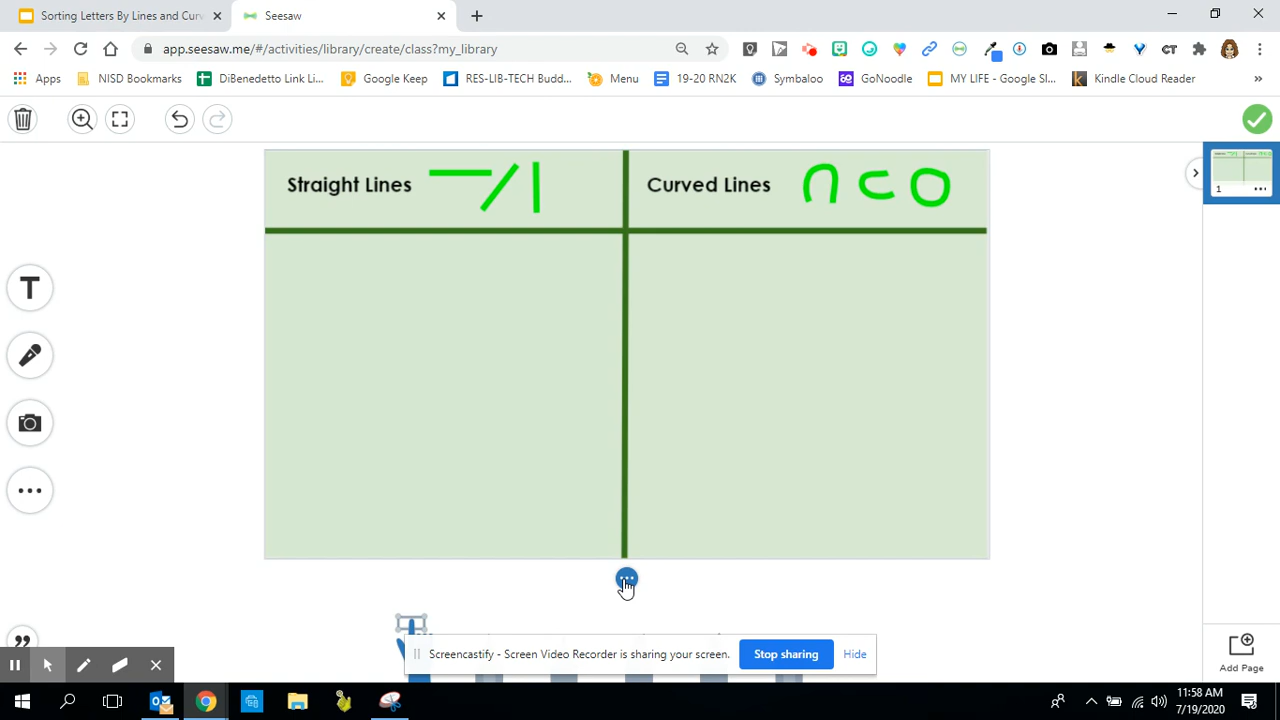 Sorting Letters By Lines and Curv
Seesaw
app.seesaw.me/#/activities/library/create/class?my_library
Apps
NISD Bookmarks
DiBenedetto Link Li...
Google Keep
RES-LIB-TECH Budd...
Menu
19-20 RN2K
Symbaloo
GoNoodle
MY LIFE - Google Sl...
Kindle Cloud Reader
Straight Lines
Curved Lines
T
1
Screencastify - Screen Video Recorder is sharing your screen.
Stop sharing
Hide
Add Page
11:58 AM
7/19/2020